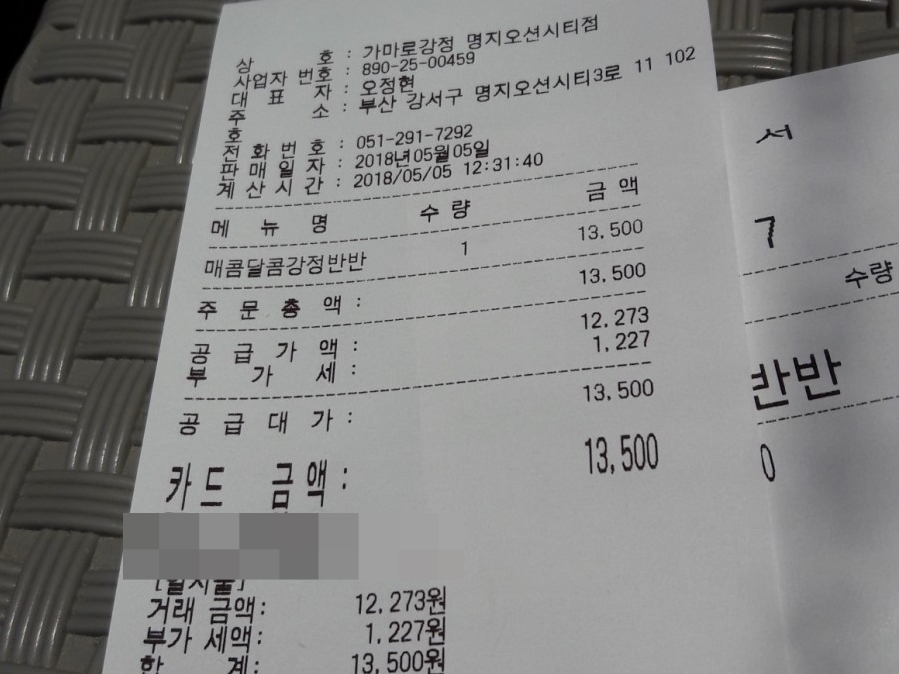 상 호 : 가마로강정 명지오션시티점
사업자 번호 : 890-25-00459
대 표 자 : 오정현
주 소 : 부산 강서구 명지오션시티3로 11 102
호
전 화 번 호 : 051-291-7292
판 매 일 자 : 2018년05월05일
계 산 시 간 : 2018/05/05 12:31:40
메 뉴 명 수 량 금 액
매콤달콤강정반반 1 13,500
주 문 총 액 : 13,500
공 급 가 액 : 12,273
부 가 세 : 1,227
공 급 대 가 : 13,500
카드 금액 : 13,500
[일시불]
거래 금액: 12,273원
부가 세액: 1,227원
합 계: 13,500원
서
7
수량
반반
0